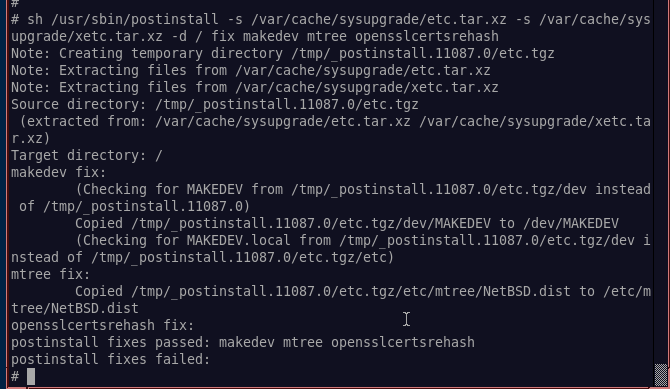 #
# sh /usr/sbin/postinstall -s /var/cache/sysupgrade/etc.tar.xz -s /var/cache/sys
upgrade/xetc.tar.xz -d / fix makedev mtree opensslcertsrehash
Note: Creating temporary directory /tmp/_postinstall.11087.0/etc.tgz
Note: Extracting files from /var/cache/sysupgrade/etc.tar.xz
Note: Extracting files from /var/cache/sysupgrade/xetc.tar.xz
Source directory: /tmp/_postinstall.11087.0/etc.tgz
 (extracted from: /var/cache/sysupgrade/etc.tar.xz /var/cache/sysupgrade/xetc.ta
r.xz)
Target directory: /
makedev fix:
        (Checking for MAKEDEV from /tmp/_postinstall.11087.0/etc.tgz/dev instead
 of /tmp/_postinstall.11087.0)
        Copied /tmp/_postinstall.11087.0/etc.tgz/dev/MAKEDEV to /dev/MAKEDEV
        (Checking for MAKEDEV.local from /tmp/_postinstall.11087.0/etc.tgz/dev i
nstead of /tmp/_postinstall.11087.0/etc.tgz/etc)
mtree fix:
        Copied /tmp/_postinstall.11087.0/etc.tgz/etc/mtree/NetBSD.dist to /etc/m
tree/NetBSD.dist
opensslcertsrehash fix:
postinstall fixes passed: makedev mtree opensslcertsrehash
postinstall fixes failed:
#